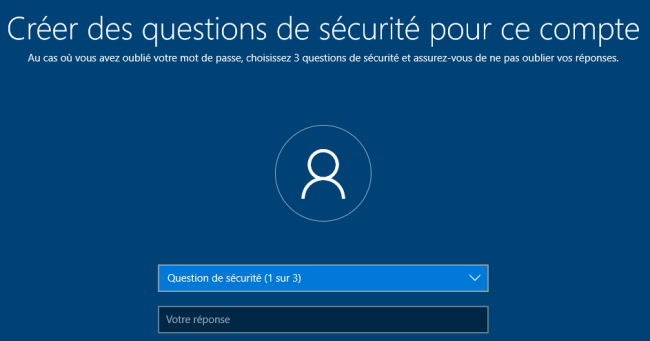 Créer des questions de sécurité pour ce compte
Au cas où vous avez oublié votre mot de passe, choisissez 3 questions de sécurité et assurez-vous de ne pas oublier vos réponses.
Question de sécurité (1 sur 3)
Votre réponse